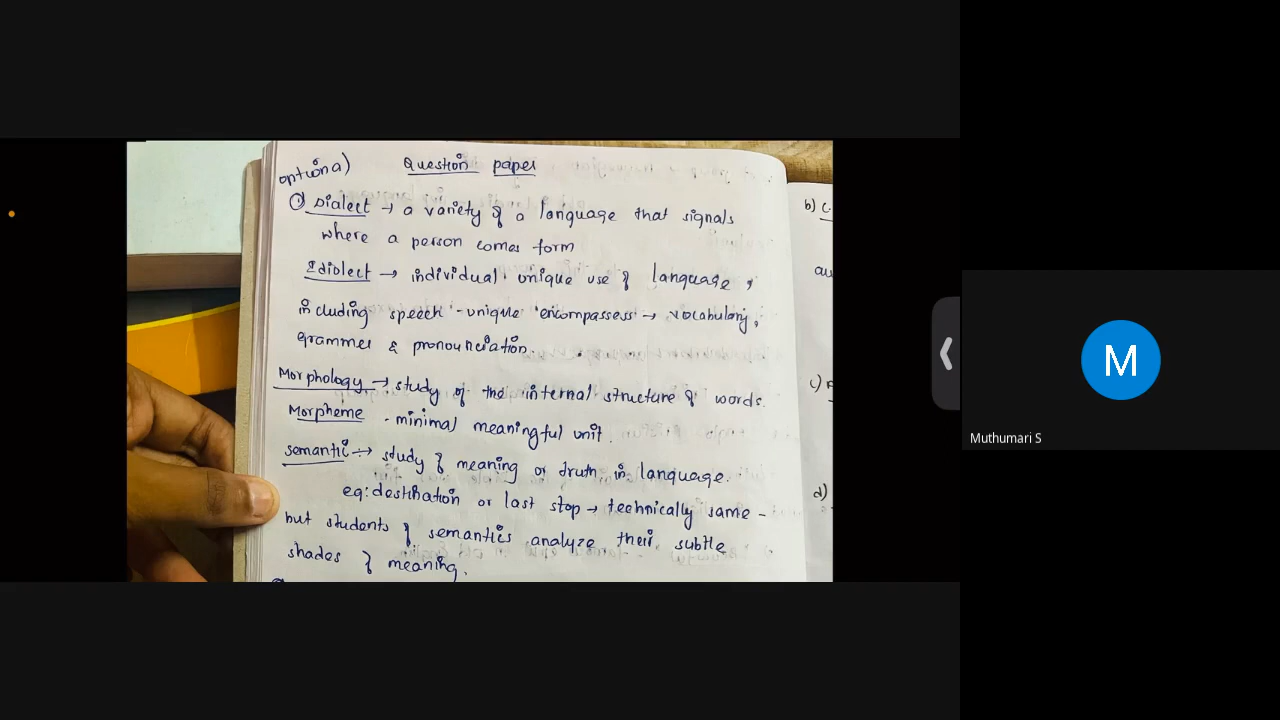 option a)
Question paper
① Dialect → a variety of a language that signals
where a person comes form
Idiolect → individual unique use of language,
including speech - unique 'encompassess' → vocabulary,
grammer & pronounciation.
Morphology → study of the internal structure of words.
Morpheme - minimal meaningful unit.
semantic → study of meaning or truth in language.
eg: destination or last stop → technically same -
but students of semantics analyze their subtle
shades of meaning.
b)
c)
d)
M
Muthumari S